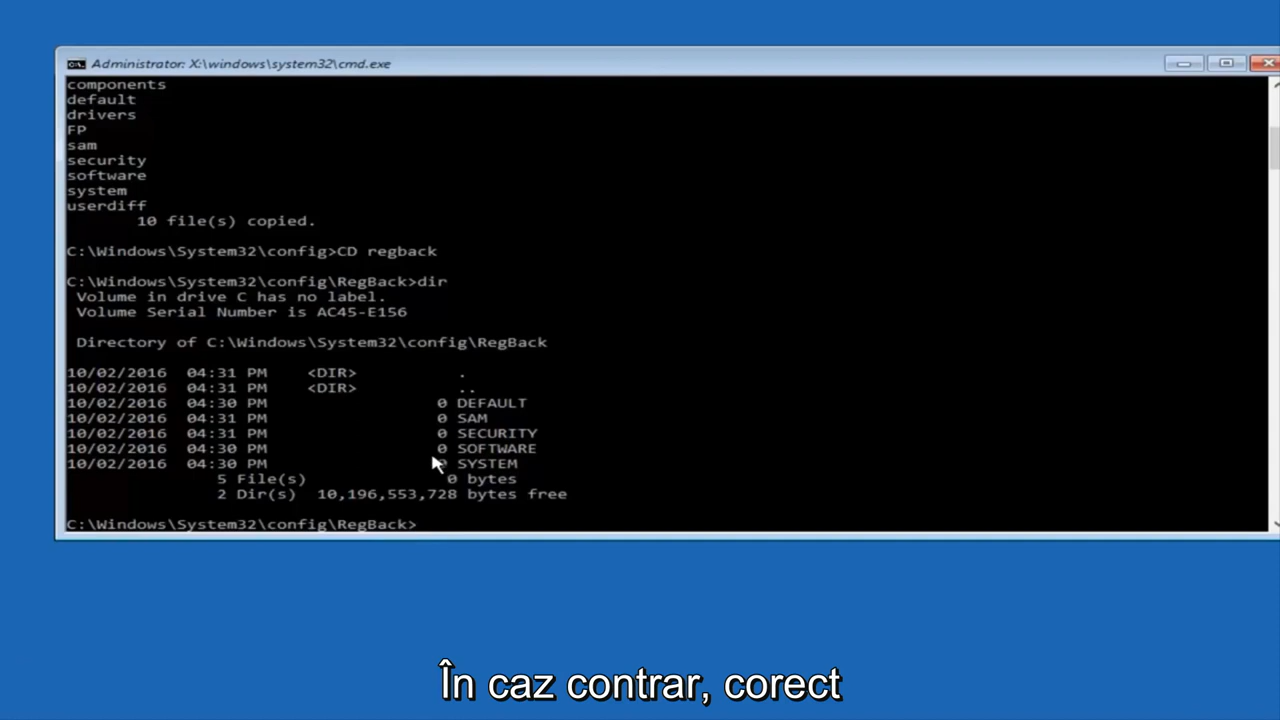 Administrator: X:\windows\system32\cmd.exe
components
default
drivers
FP
sam
security
software
system
userdiff
10 file(s) copied.
C:\Windows\System32\config>CD regback
C:\Windows\System32\config\RegBack>dir
Volume in drive C has no label.
Volume Serial Number is AC45-E156
Directory of C:\Windows\System32\config\RegBack
10/02/2016 04:31 PM <DIR> .
10/02/2016 04:31 PM <DIR> ..
10/02/2016 04:30 PM 0 DEFAULT
10/02/2016 04:31 PM 0 SAM
10/02/2016 04:31 PM 0 SECURITY
10/02/2016 04:30 PM 0 SOFTWARE
10/02/2016 04:30 PM 0 SYSTEM
5 File(s) 0 bytes
2 Dir(s) 10,196,553,728 bytes free
C:\Windows\System32\config\RegBack>
În caz contrar, corect